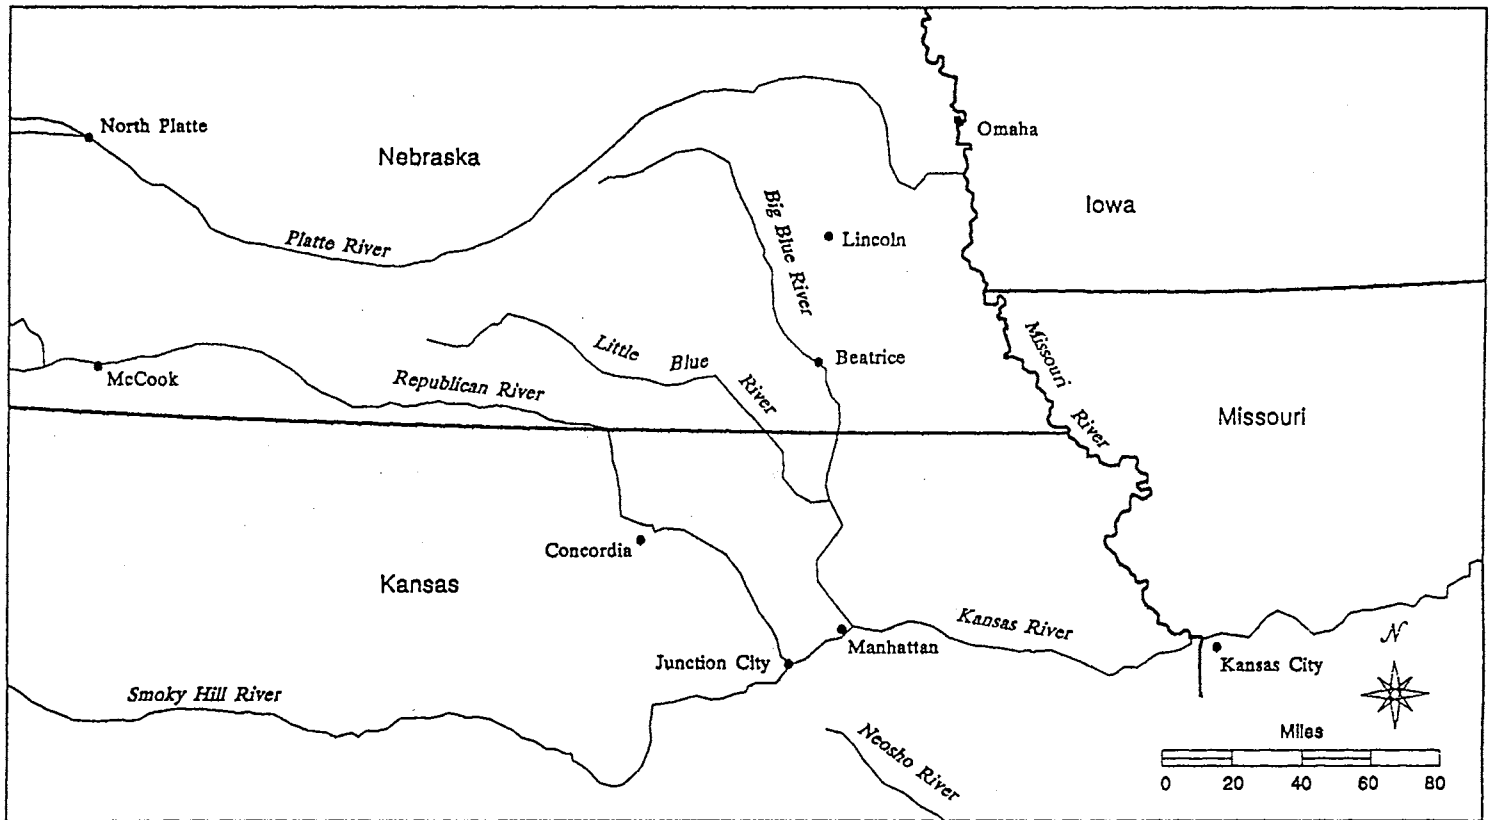 North Platte
Omaha
Nebraska
Iowa
Big Blue River
Lincoln
Platte River
Missouri River
Little Blue River
Beatrice
McCook
Republican River
Missouri
Concordia
Kansas
Kansas River
N
Manhattan
Junction City
Kansas City
Smoky Hill River
Neosho River
Miles
0 20 40 60 80